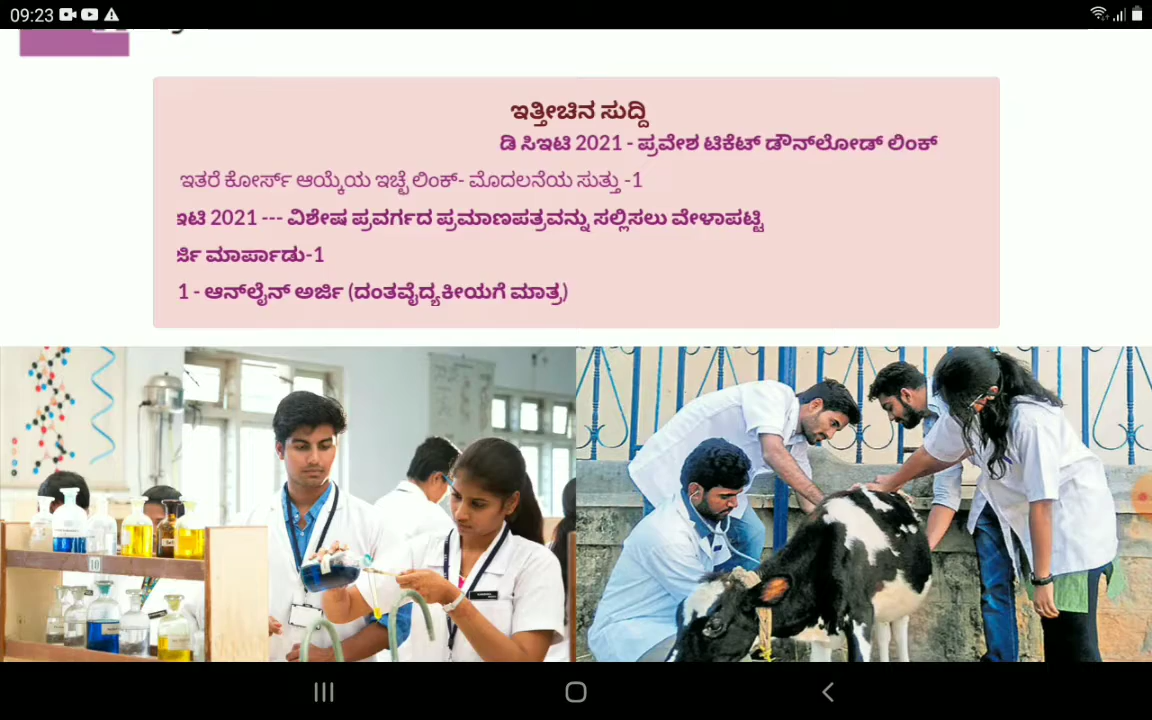 09:23
ಇತ್ತೀಚಿನ ಸುದ್ದಿ
ಡಿ ಸಿಇಟಿ 2021 - ಪ್ರವೇಶ ಟಿಕೆಟ್ ಡೌನ್‌ಲೋಡ್ ಲಿಂಕ್
ಇತರೆ ಕೋರ್ಸ್ ಆಯ್ಕೆಯ ಇಚ್ಛೆ ಲಿಂಕ್- ಮೊದಲನೆಯ ಸುತ್ತು -1
ಇಟಿ 2021 --- ವಿಶೇಷ ಪ್ರವರ್ಗದ ಪ್ರಮಾಣಪತ್ರವನ್ನು ಸಲ್ಲಿಸಲು ವೇಳಾಪಟ್ಟಿ
ರ್ಜಿ ಮಾರ್ಪಾಡು-1
1 - ಆನ್‌ಲೈನ್ ಅರ್ಜಿ (ದಂತವೈದ್ಯಕೀಯಗೆ ಮಾತ್ರ)
10